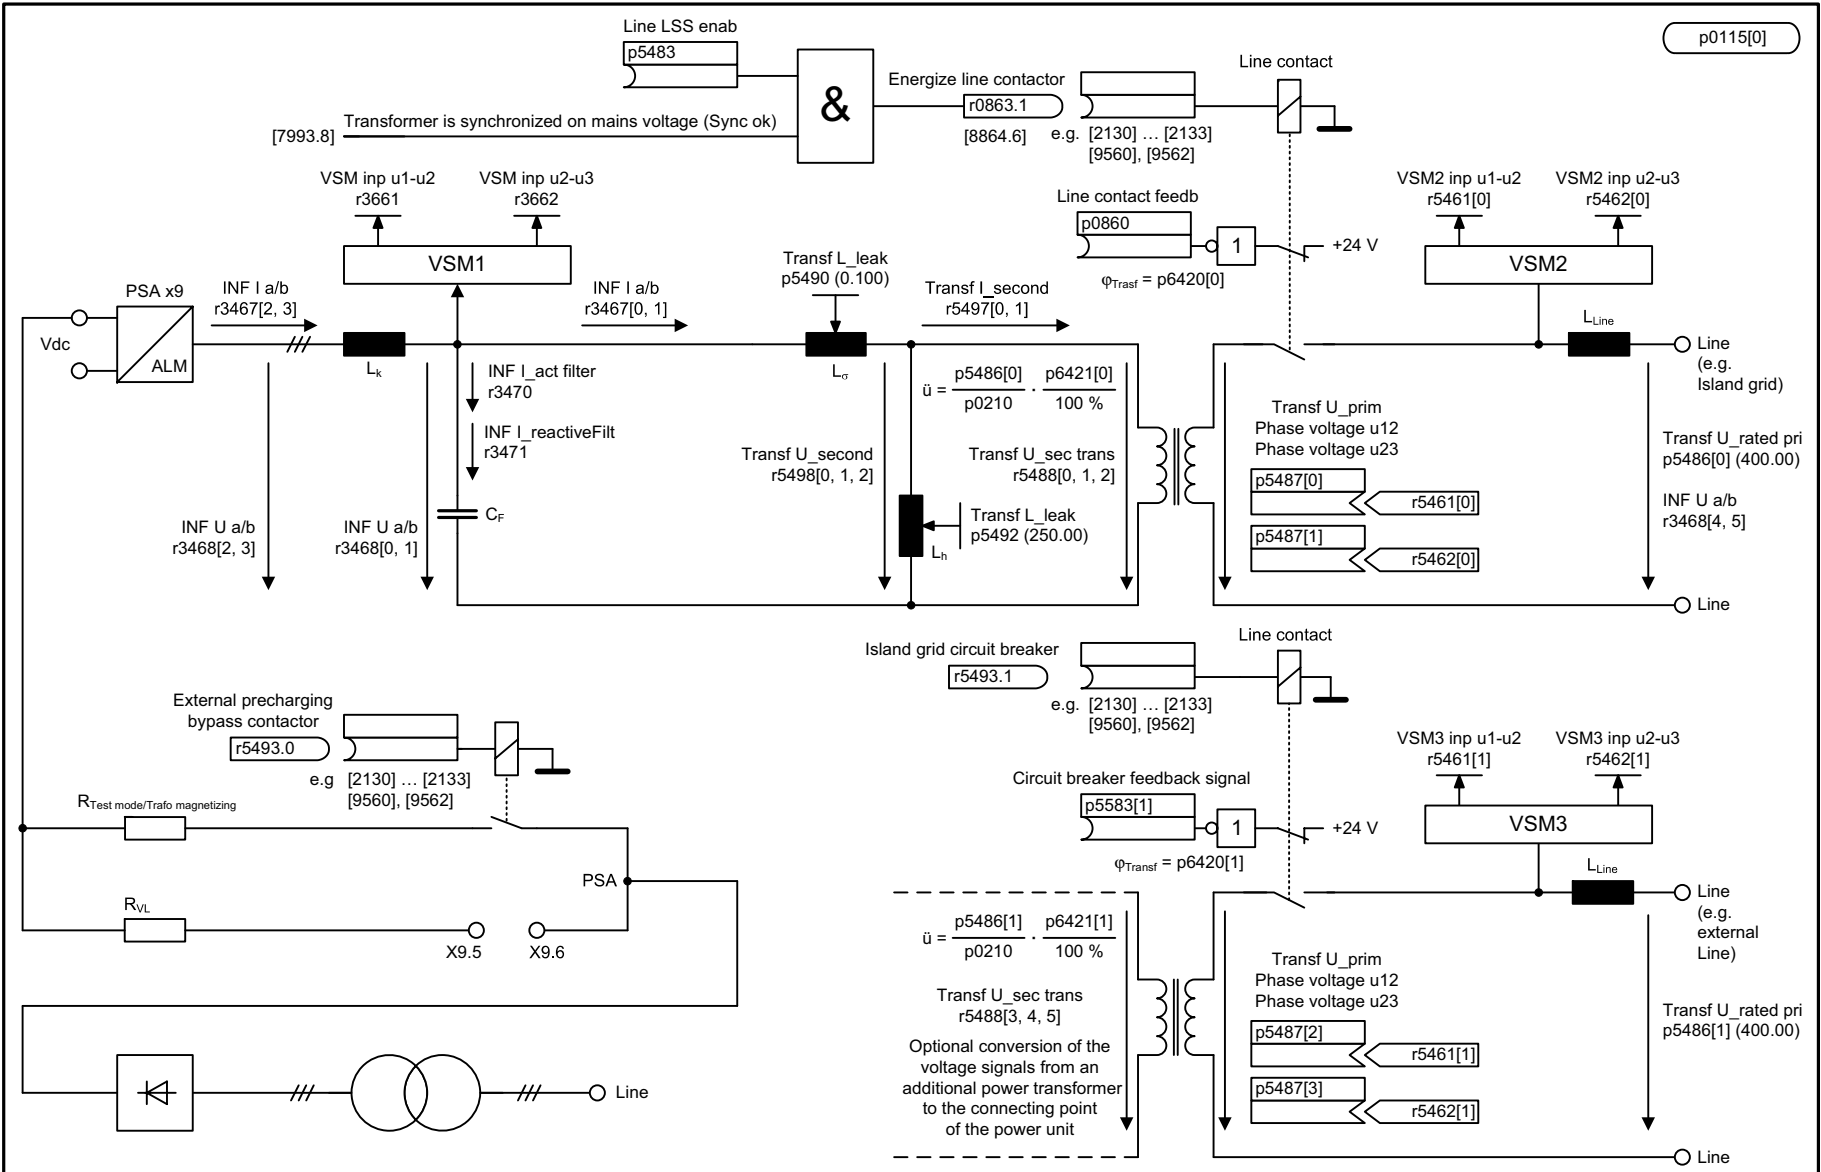 Line LSS enab
p5483
p0115[0]
&
Energize line contactor
r0863.1
[8864.6]
e.g. [2130] ... [2133]
[9560], [9562]
Line contact
Transformer is synchronized on mains voltage (Sync ok)
[7993.8]
VSM inp u1-u2
r3661
VSM inp u2-u3
r3662
VSM1
Line contact feedb
p0860
1
+24 V
φTrasf = p6420[0]
VSM2 inp u1-u2
r5461[0]
VSM2 inp u2-u3
r5462[0]
VSM2
PSA x9
Vdc
ALM
INF I a/b
r3467[2, 3]
Lk
INF I a/b
r3467[0, 1]
Transf L_leak
p5490 (0.100)
Lσ
Transf I_second
r5497[0, 1]
LLine
Line
(e.g.
Island grid)
INF I_act filter
r3470
INF I_reactiveFilt
r3471
CF
INF U a/b
r3468[2, 3]
INF U a/b
r3468[0, 1]
Transf U_second
r5498[0, 1, 2]
Transf L_leak
p5492 (250.00)
Lh
ü = p5486[0] / p0210 · p6421[0] / 100 %
Transf U_sec trans
r5488[0, 1, 2]
Transf U_prim
Phase voltage u12
Phase voltage u23
p5487[0]
r5461[0]
p5487[1]
r5462[0]
Transf U_rated pri
p5486[0] (400.00)
INF U a/b
r3468[4, 5]
Line
Island grid circuit breaker
r5493.1
e.g. [2130] ... [2133]
[9560], [9562]
Line contact
External precharging
bypass contactor
r5493.0
e.g [2130] ... [2133]
[9560], [9562]
Circuit breaker feedback signal
p5583[1]
1
+24 V
φTransf = p6420[1]
VSM3 inp u1-u2
r5461[1]
VSM3 inp u2-u3
r5462[1]
VSM3
RTest mode/Trafo magnetizing
PSA
RVL
X9.5
X9.6
Line
LLine
Line
(e.g.
external
Line)
ü = p5486[1] / p0210 · p6421[1] / 100 %
Transf U_sec trans
r5488[3, 4, 5]
Optional conversion of the
voltage signals from an
additional power transformer
to the connecting point
of the power unit
Transf U_prim
Phase voltage u12
Phase voltage u23
p5487[2]
r5461[1]
p5487[3]
r5462[1]
Transf U_rated pri
p5486[1] (400.00)
Line